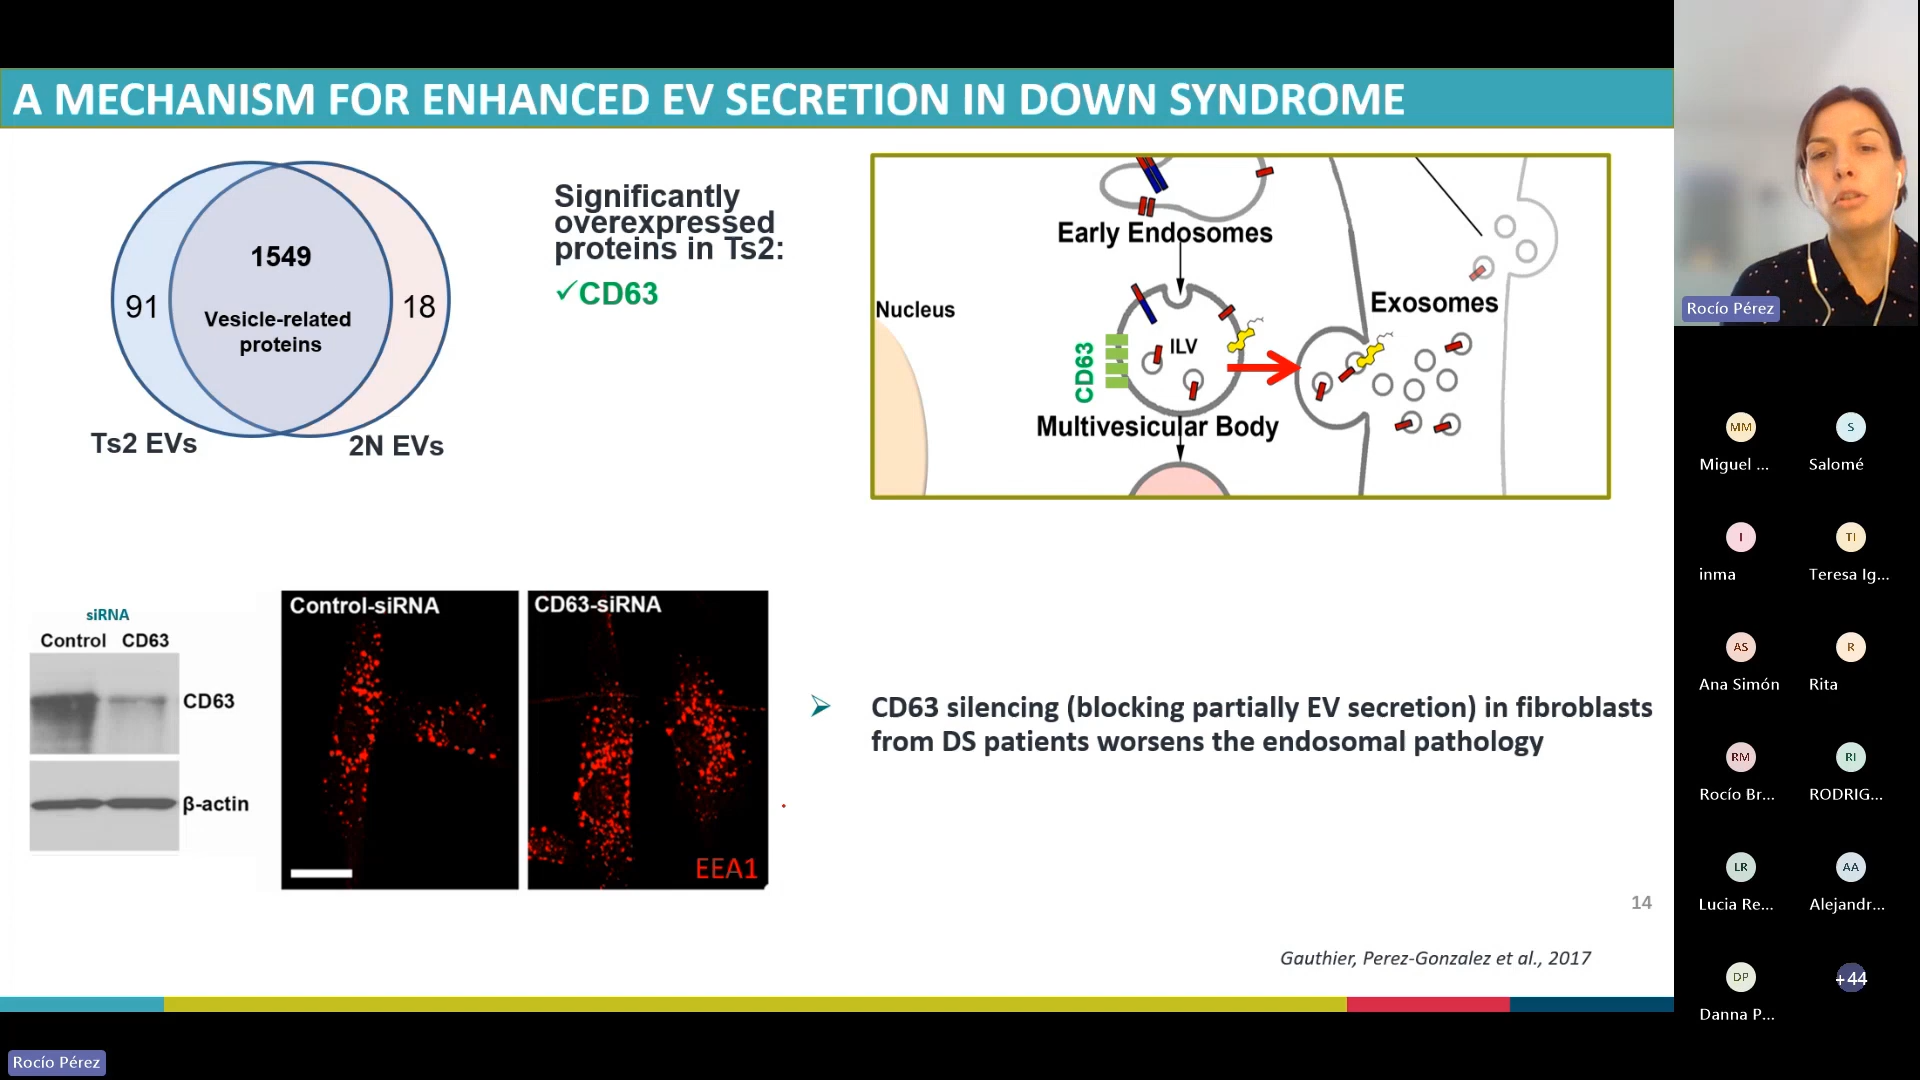 A MECHANISM FOR ENHANCED EV SECRETION IN DOWN SYNDROME
1549
91
18
Vesicle-related
proteins
Ts2 EVs
2N EVs
Significantly
overexpressed
proteins in Ts2:
✓CD63
Early Endosomes
Nucleus
Exosomes
ILV
CD63
Multivesicular Body
siRNA
Control CD63
CD63
β-actin
Control-siRNA
CD63-siRNA
EEA1
CD63 silencing (blocking partially EV secretion) in fibroblasts
from DS patients worsens the endosomal pathology
14
Gauthier, Perez-Gonzalez et al., 2017
Rocío Pérez
Rocío Pérez
MM
Miguel ...
S
Salomé
I
inma
TI
Teresa Ig...
AS
Ana Simón
R
Rita
RM
Rocío Br...
RI
RODRIG...
LR
Lucia Re...
AA
Alejandr...
DP
Danna P...
+44